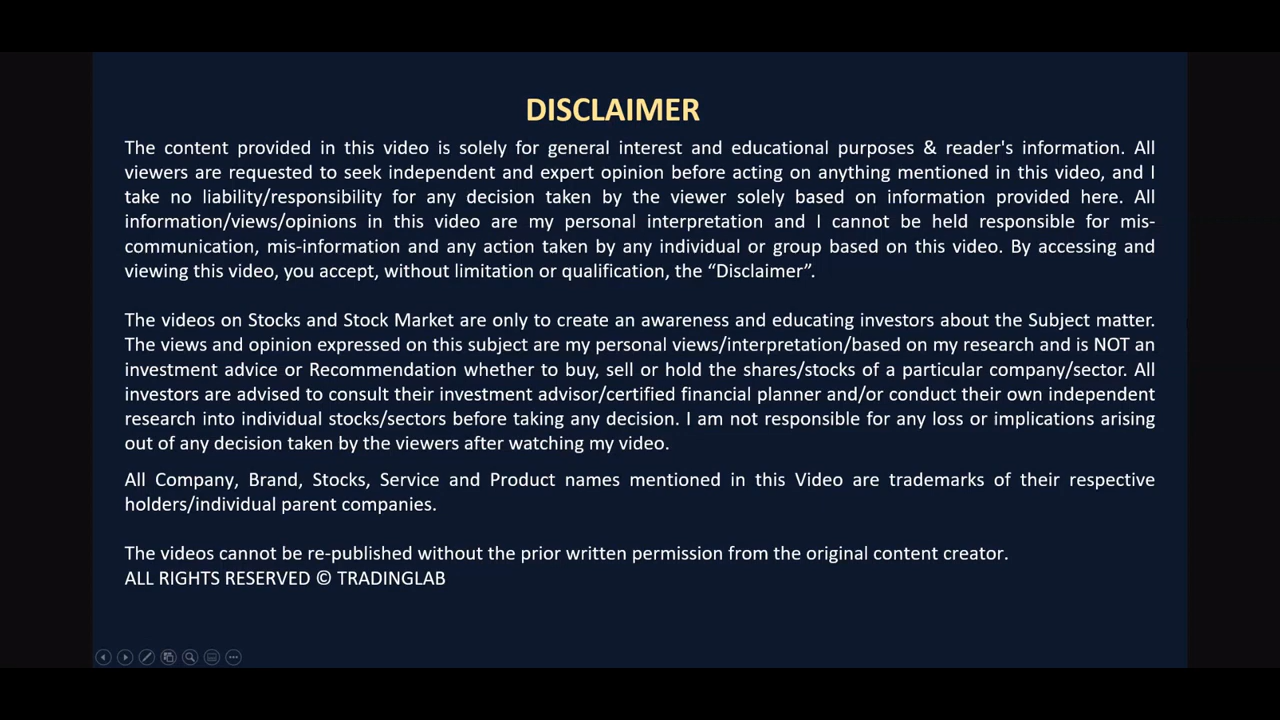 DISCLAIMER
The content provided in this video is solely for general interest and educational purposes & reader's information. All
viewers are requested to seek independent and expert opinion before acting on anything mentioned in this video, and I
take no liability/responsibility for any decision taken by the viewer solely based on information provided here. All
information/views/opinions in this video are my personal interpretation and I cannot be held responsible for mis-
communication, mis-information and any action taken by any individual or group based on this video. By accessing and
viewing this video, you accept, without limitation or qualification, the “Disclaimer”.
The videos on Stocks and Stock Market are only to create an awareness and educating investors about the Subject matter.
The views and opinion expressed on this subject are my personal views/interpretation/based on my research and is NOT an
investment advice or Recommendation whether to buy, sell or hold the shares/stocks of a particular company/sector. All
investors are advised to consult their investment advisor/certified financial planner and/or conduct their own independent
research into individual stocks/sectors before taking any decision. I am not responsible for any loss or implications arising
out of any decision taken by the viewers after watching my video.
All Company, Brand, Stocks, Service and Product names mentioned in this Video are trademarks of their respective
holders/individual parent companies.
The videos cannot be re-published without the prior written permission from the original content creator.
ALL RIGHTS RESERVED © TRADINGLAB